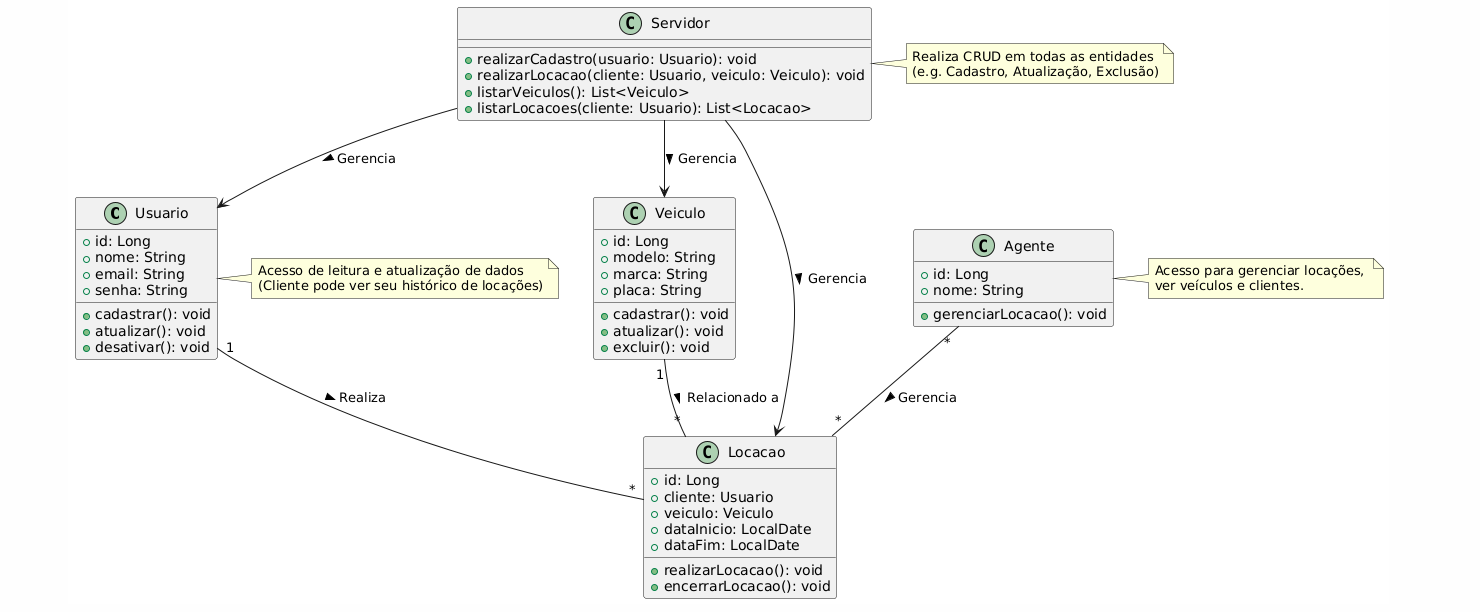 C Servidor
realizarCadastro(usuario: Usuario): void
realizarLocacao(cliente: Usuario, veiculo: Veiculo): void
listarVeiculos(): List<Veiculo>
listarLocacoes(cliente: Usuario): List<Locacao>
Realiza CRUD em todas as entidades
(e.g. Cadastro, Atualização, Exclusão)
Gerencia
Gerencia
Gerencia
C Usuario
id: Long
nome: String
email: String
senha: String
cadastrar(): void
atualizar(): void
desativar(): void
Acesso de leitura e atualização de dados
(Cliente pode ver seu histórico de locações)
C Veiculo
id: Long
modelo: String
marca: String
placa: String
cadastrar(): void
atualizar(): void
excluir(): void
C Agente
id: Long
nome: String
gerenciarLocacao(): void
Acesso para gerenciar locações,
ver veículos e clientes.
1
Realiza
*
1
Relacionado a
*
*
Gerencia
*
C Locacao
id: Long
cliente: Usuario
veiculo: Veiculo
dataInicio: LocalDate
dataFim: LocalDate
realizarLocacao(): void
encerrarLocacao(): void